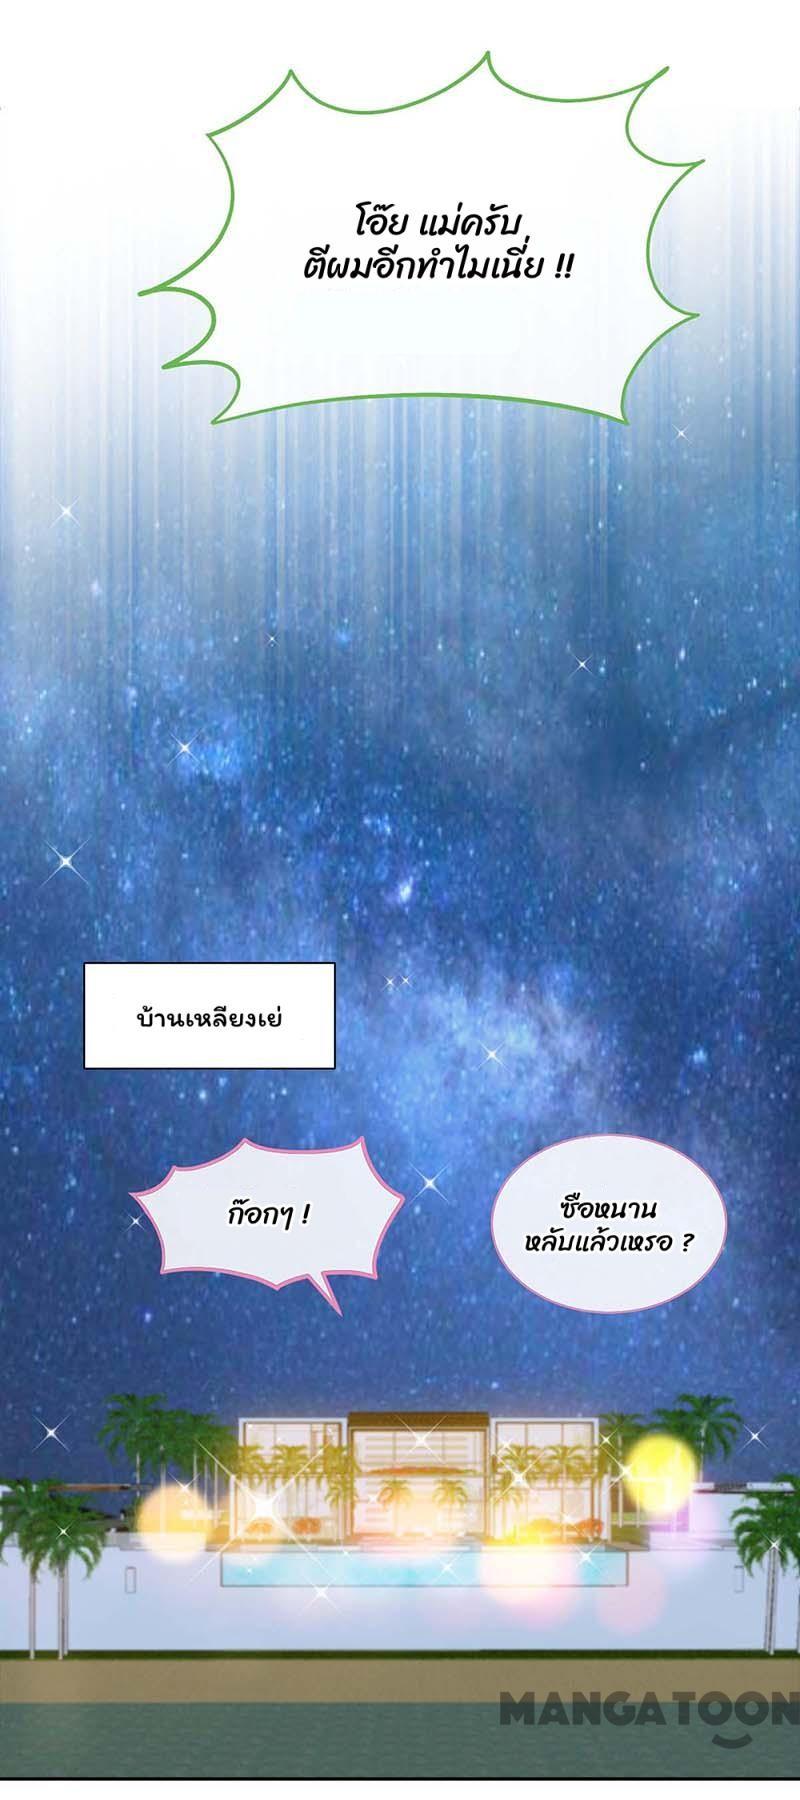 โอ๊ย แม่ครับ
ตีผมอีกทำไมเนี่ย !!
บ้านเหลียงเย่
ก๊อกๆ !
ซือหนาน
หลับแล้วเหรอ ?
MANGATOON